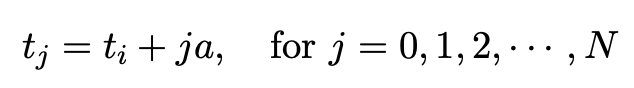 t_j = t_i + ja,    for j = 0, 1, 2, ⋯ , N